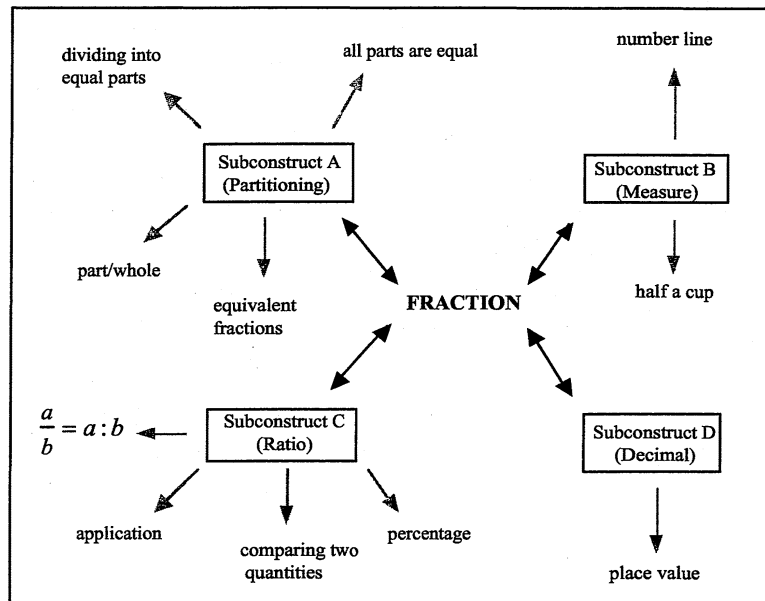 dividing into
equal parts
all parts are equal
number line
Subconstruct A
(Partitioning)
Subconstruct B
(Measure)
part/whole
equivalent
fractions
FRACTION
half a cup
a/b = a : b
Subconstruct C
(Ratio)
Subconstruct D
(Decimal)
application
comparing two
quantities
percentage
place value